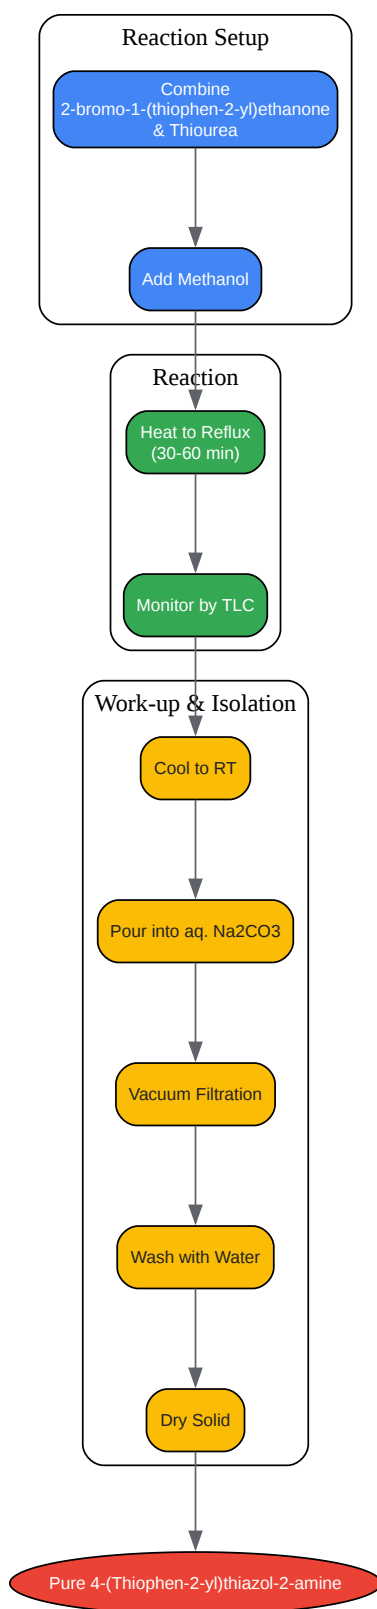 Reaction Setup
Combine
2-bromo-1-(thiophen-2-yl)ethanone
& Thiourea
Add Methanol
Reaction
Heat to Reflux
(30-60 min)
Monitor by TLC
Work-up & Isolation
Cool to RT
Pour into aq. Na2CO3
Vacuum Filtration
Wash with Water
Dry Solid
Pure 4-(Thiophen-2-yl)thiazol-2-amine